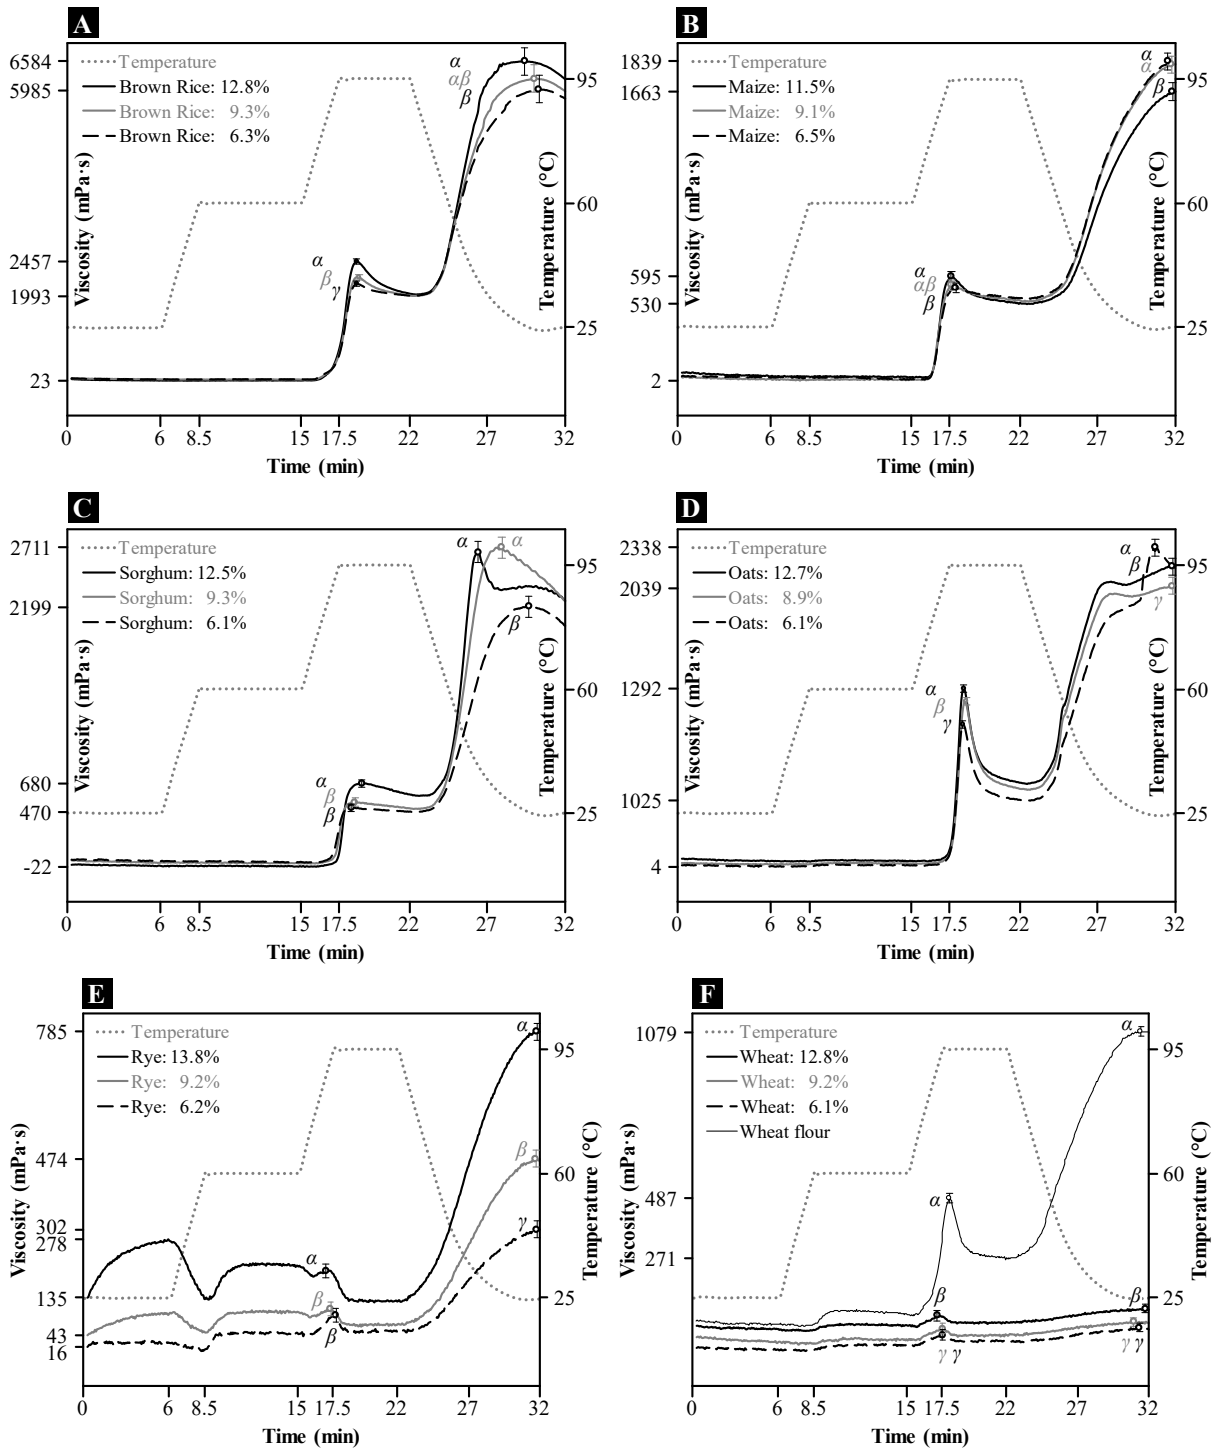 A
Temperature
Brown Rice: 12.8%
Brown Rice: 9.3%
Brown Rice: 6.3%
6584
5985
2457
1993
23
Viscosity (mPa·s)
α
αβ
β
α
β
γ
95
60
25
Temperature (°C)
0 6 8.5 15 17.5 22 27 32
Time (min)
B
Temperature
Maize: 11.5%
Maize: 9.1%
Maize: 6.5%
1839
1663
595
530
2
Viscosity (mPa·s)
α
α
β
α
αβ
β
95
60
25
Temperature (°C)
0 6 8.5 15 17.5 22 27 32
Time (min)
C
Temperature
Sorghum: 12.5%
Sorghum: 9.3%
Sorghum: 6.1%
2711
2199
680
470
-22
Viscosity (mPa·s)
α α
β
α
β
β
95
60
25
Temperature (°C)
0 6 8.5 15 17.5 22 27 32
Time (min)
D
Temperature
Oats: 12.7%
Oats: 8.9%
Oats: 6.1%
2338
2039
1292
1025
4
Viscosity (mPa·s)
α
β
γ
α
β
γ
95
60
25
Temperature (°C)
0 6 8.5 15 17.5 22 27 32
Time (min)
E
Temperature
Rye: 13.8%
Rye: 9.2%
Rye: 6.2%
785
474
302
278
135
43
16
Viscosity (mPa·s)
α
β
γ
α
β
β
95
60
25
Temperature (°C)
0 6 8.5 15 17.5 22 27 32
Time (min)
F
Temperature
Wheat: 12.8%
Wheat: 9.2%
Wheat: 6.1%
Wheat flour
1079
487
271
Viscosity (mPa·s)
α
α
β
β
γ γ
γ γ
95
60
25
Temperature (°C)
0 6 8.5 15 17.5 22 27 32
Time (min)